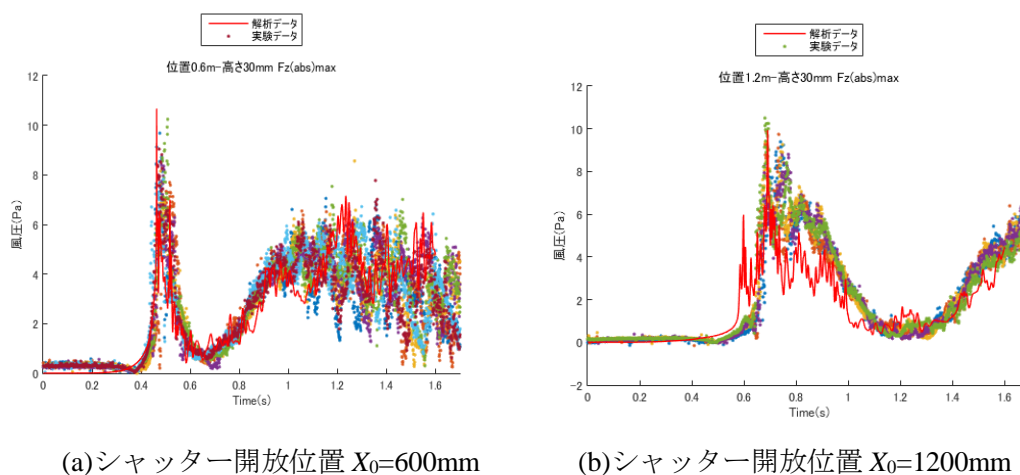 解析データ
実験データ
位置0.6m-高さ30mm Fz(abs)max
12
10
8
6
4
2
0
風圧(Pa)
0 0.2 0.4 0.6 0.8 1 1.2 1.4 1.6
Time(s)
(a)シャッター開放位置 X₀=600mm
解析データ
実験データ
位置1.2m-高さ30mm Fz(abs)max
12
10
8
6
4
2
0
-2
風圧(Pa)
0 0.2 0.4 0.6 0.8 1 1.2 1.4 1.6
Time(s)
(b)シャッター開放位置 X₀=1200mm